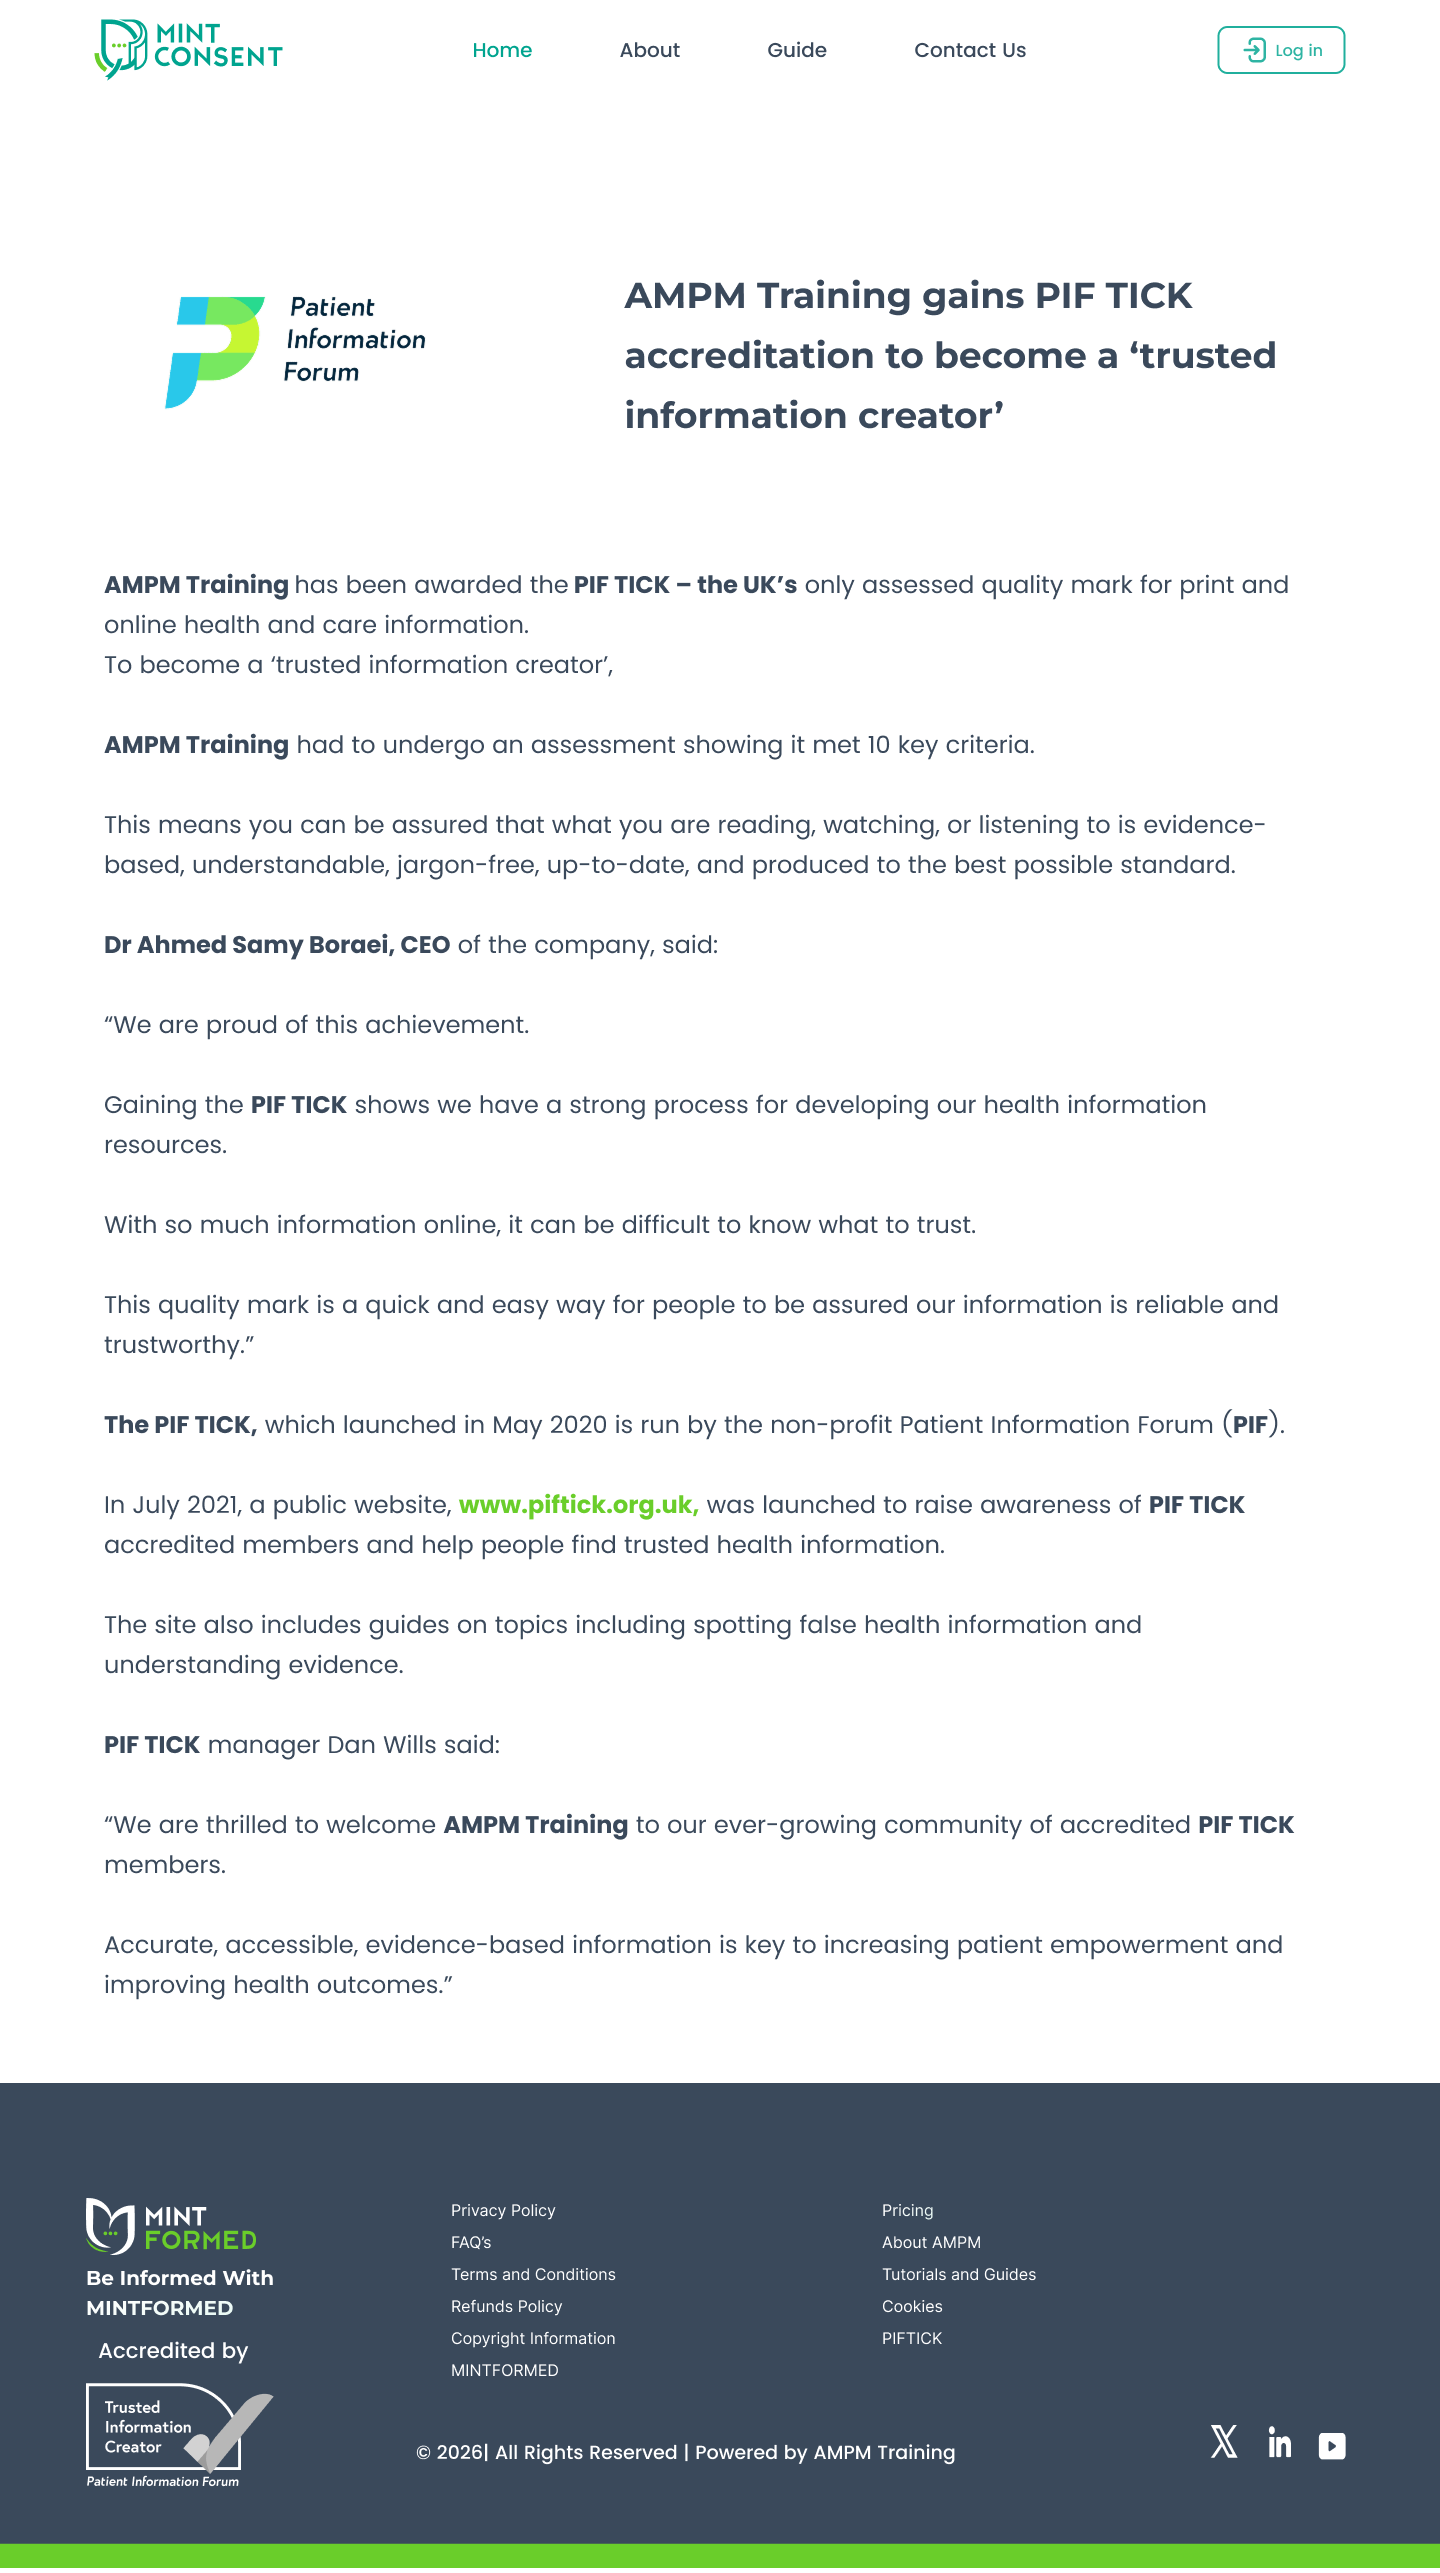 MINT
CONSENT
Home
About
Guide
Contact Us
Log in
Patient
Information
Forum
AMPM Training gains PIF TICK
accreditation to become a ‘trusted
information creator’
AMPM Training has been awarded the PIF TICK – the UK’s only assessed quality mark for print and
online health and care information.
To become a ‘trusted information creator’,
AMPM Training had to undergo an assessment showing it met 10 key criteria.
This means you can be assured that what you are reading, watching, or listening to is evidence-
based, understandable, jargon-free, up-to-date, and produced to the best possible standard.
Dr Ahmed Samy Boraei, CEO of the company, said:
“We are proud of this achievement.
Gaining the PIF TICK shows we have a strong process for developing our health information
resources.
With so much information online, it can be difficult to know what to trust.
This quality mark is a quick and easy way for people to be assured our information is reliable and
trustworthy.”
The PIF TICK, which launched in May 2020 is run by the non-profit Patient Information Forum (PIF).
In July 2021, a public website, www.piftick.org.uk, was launched to raise awareness of PIF TICK
accredited members and help people find trusted health information.
The site also includes guides on topics including spotting false health information and
understanding evidence.
PIF TICK manager Dan Wills said:
“We are thrilled to welcome AMPM Training to our ever-growing community of accredited PIF TICK
members.
Accurate, accessible, evidence-based information is key to increasing patient empowerment and
improving health outcomes.”
MINT
FORMED
Be Informed With
MINTFORMED
Accredited by
Trusted
Information
Creator
Patient Information Forum
Privacy Policy
FAQ’s
Terms and Conditions
Refunds Policy
Copyright Information
MINTFORMED
Pricing
About AMPM
Tutorials and Guides
Cookies
PIFTICK
© 2026| All Rights Reserved | Powered by AMPM Training